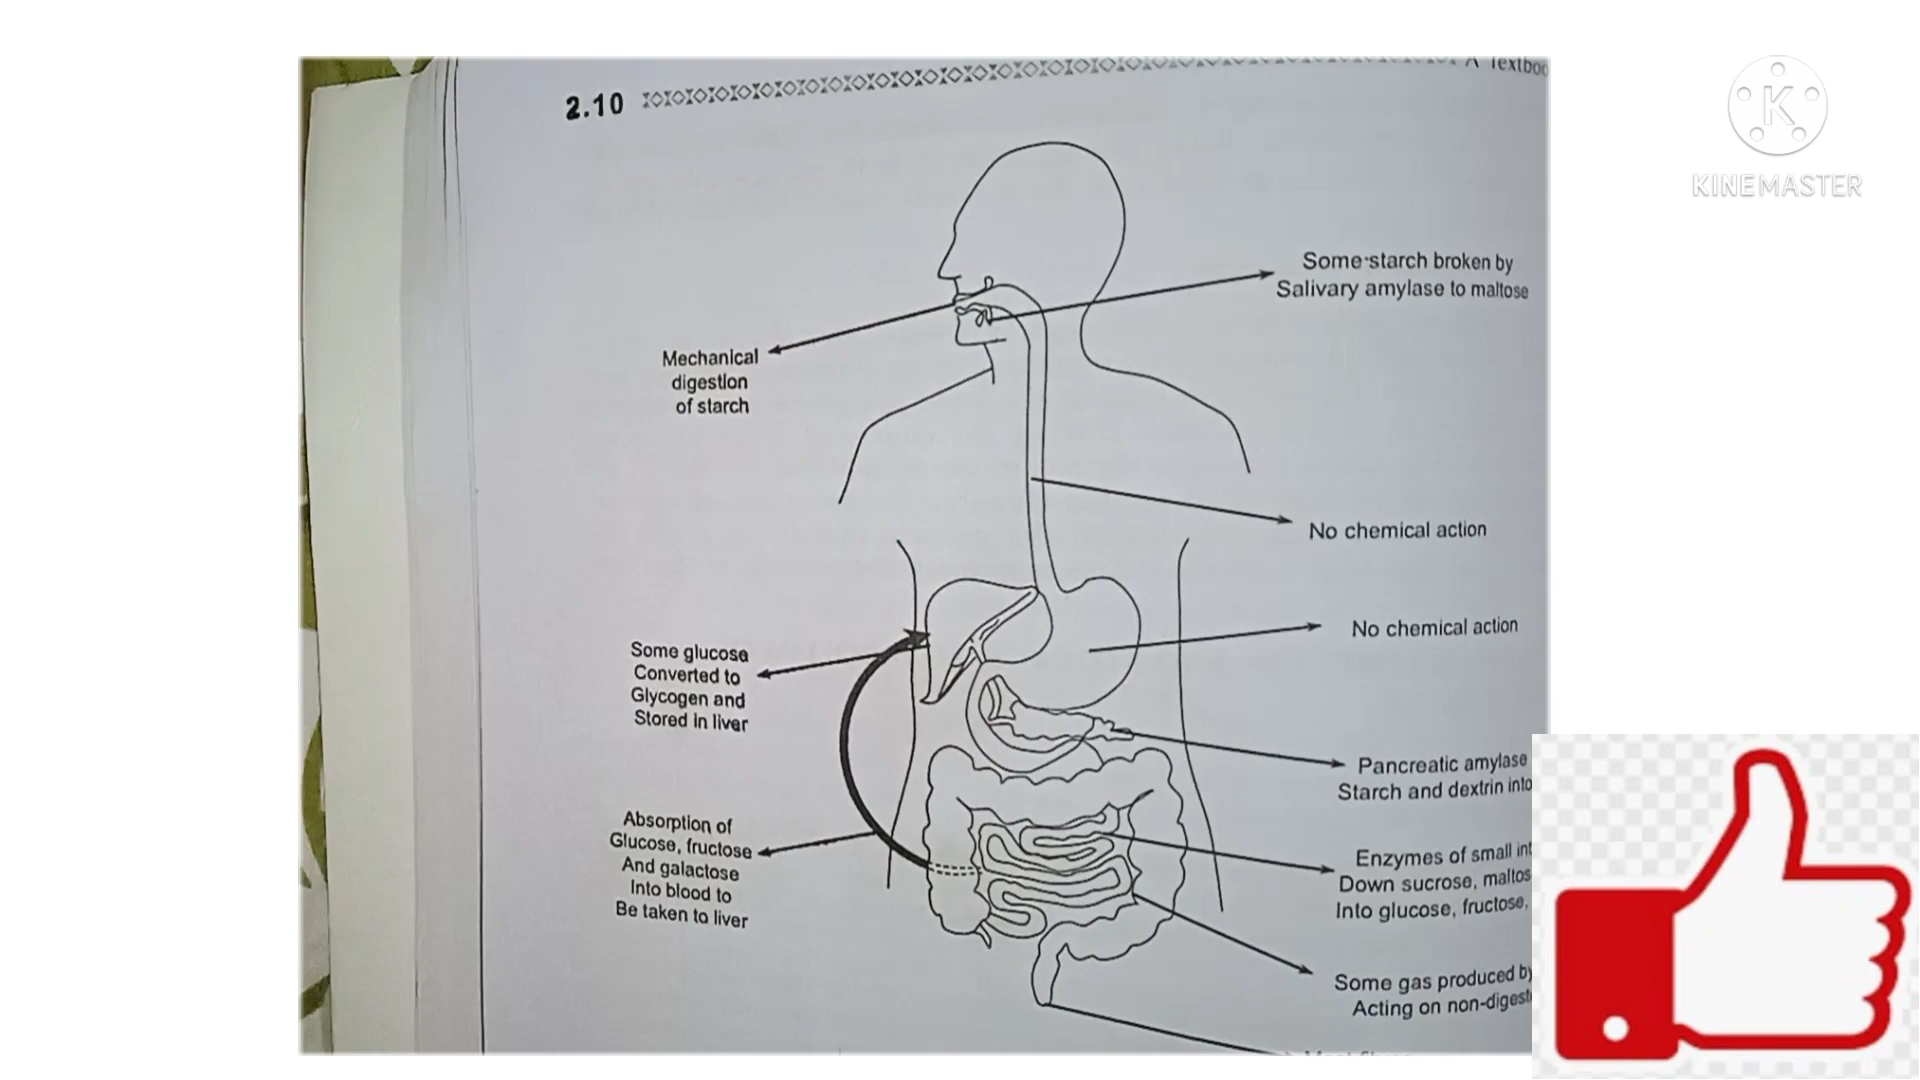 2.10
A Textboo
KINEMASTER
Some starch broken by
Salivary amylase to maltose
Mechanical
digestion
of starch
No chemical action
No chemical action
Some glucose
Converted to
Glycogen and
Stored in liver
Pancreatic amylase
Starch and dextrin into
Absorption of
Glucose, fructose
And galactose
Into blood to
Be taken to liver
Enzymes of small int
Down sucrose, maltos
Into glucose, fructose,
Some gas produced by
Acting on non-digest